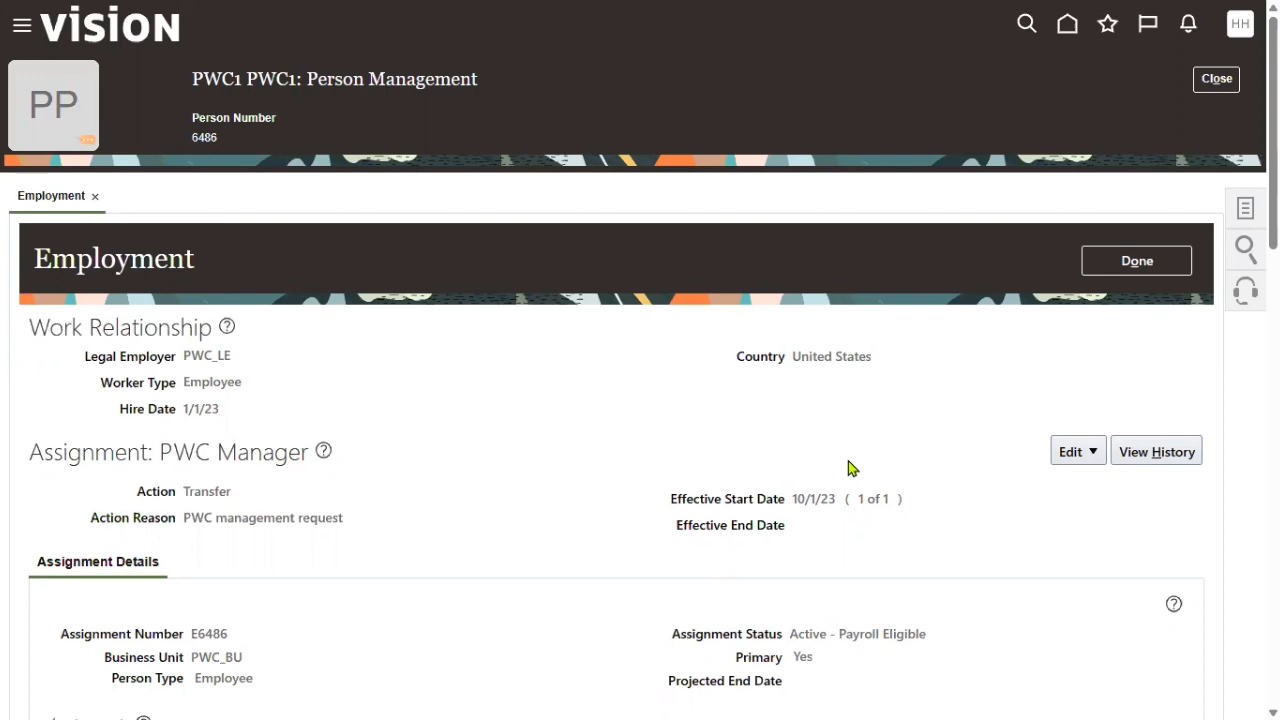 vision
HH
PP
PWC1 PWC1: Person Management
Close
Person Number
6486
Employment ×
Employment
Done
Work Relationship ?
Legal Employer PWC_LE
Country United States
Worker Type Employee
Hire Date 1/1/23
Assignment: PWC Manager ?
Edit View History
Action Transfer
Effective Start Date 10/1/23 ( 1 of 1 )
Action Reason PWC management request
Effective End Date
Assignment Details
?
Assignment Number E6486
Assignment Status Active - Payroll Eligible
Business Unit PWC_BU
Primary Yes
Person Type Employee
Projected End Date